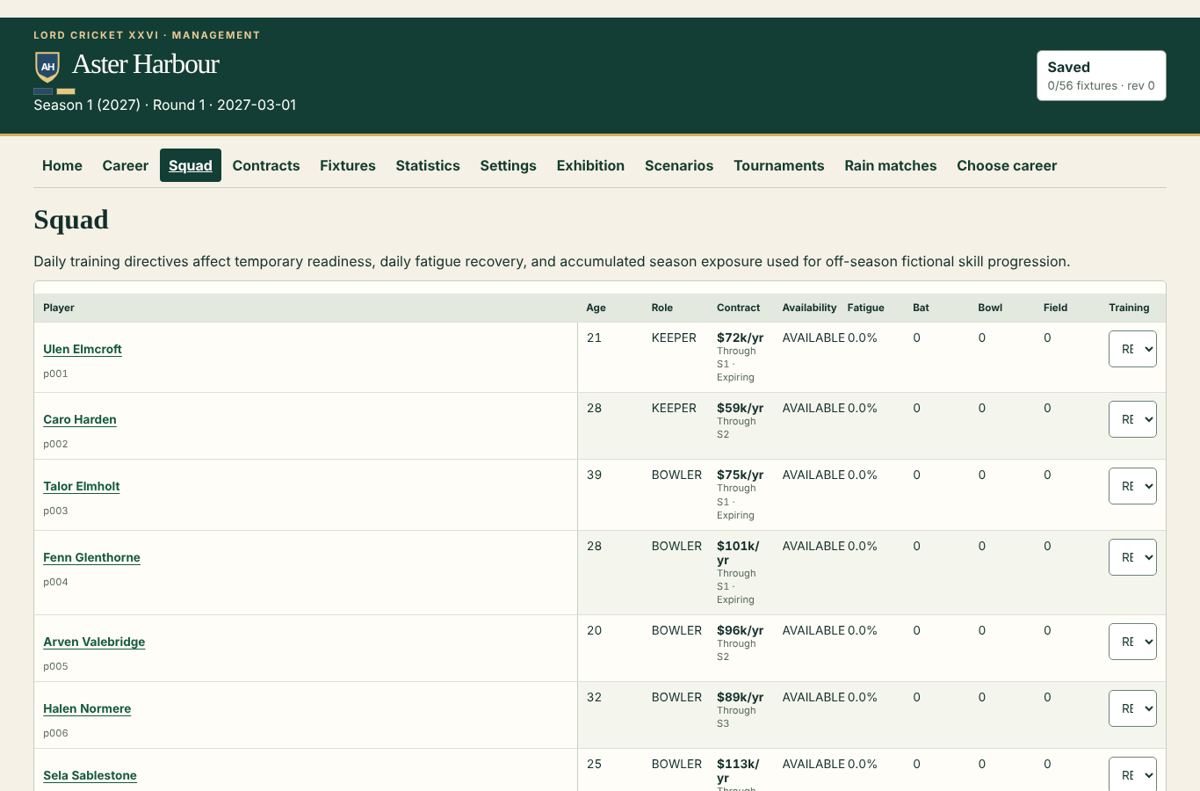 LORD CRICKET XXVI · MANAGEMENT
AH Aster Harbour
Season 1 (2027) · Round 1 · 2027-03-01
Saved
0/56 fixtures · rev 0
Home Career Squad Contracts Fixtures Statistics Settings Exhibition Scenarios Tournaments Rain matches Choose career
Squad
Daily training directives affect temporary readiness, daily fatigue recovery, and accumulated season exposure used for off-season fictional skill progression.
Player Age Role Contract Availability Fatigue Bat Bowl Field Training
Ulen Elmcroft
p001
21 KEEPER $72k/yr AVAILABLE 0.0% 0 0 0 RE
Through
S1 ·
Expiring
Caro Harden
p002
28 KEEPER $59k/yr AVAILABLE 0.0% 0 0 0 RE
Through
S2
Talor Elmholt
p003
39 BOWLER $75k/yr AVAILABLE 0.0% 0 0 0 RE
Through
S1 ·
Expiring
Fenn Glenthorne
p004
28 BOWLER $101k/ AVAILABLE 0.0% 0 0 0 RE
yr
Through
S1 ·
Expiring
Arven Valebridge
p005
20 BOWLER $96k/yr AVAILABLE 0.0% 0 0 0 RE
Through
S2
Halen Normere
p006
32 BOWLER $89k/yr AVAILABLE 0.0% 0 0 0 RE
Through
S3
Sela Sablestone
25 BOWLER $113k/ AVAILABLE 0.0% 0 0 0 RE
yr
Through